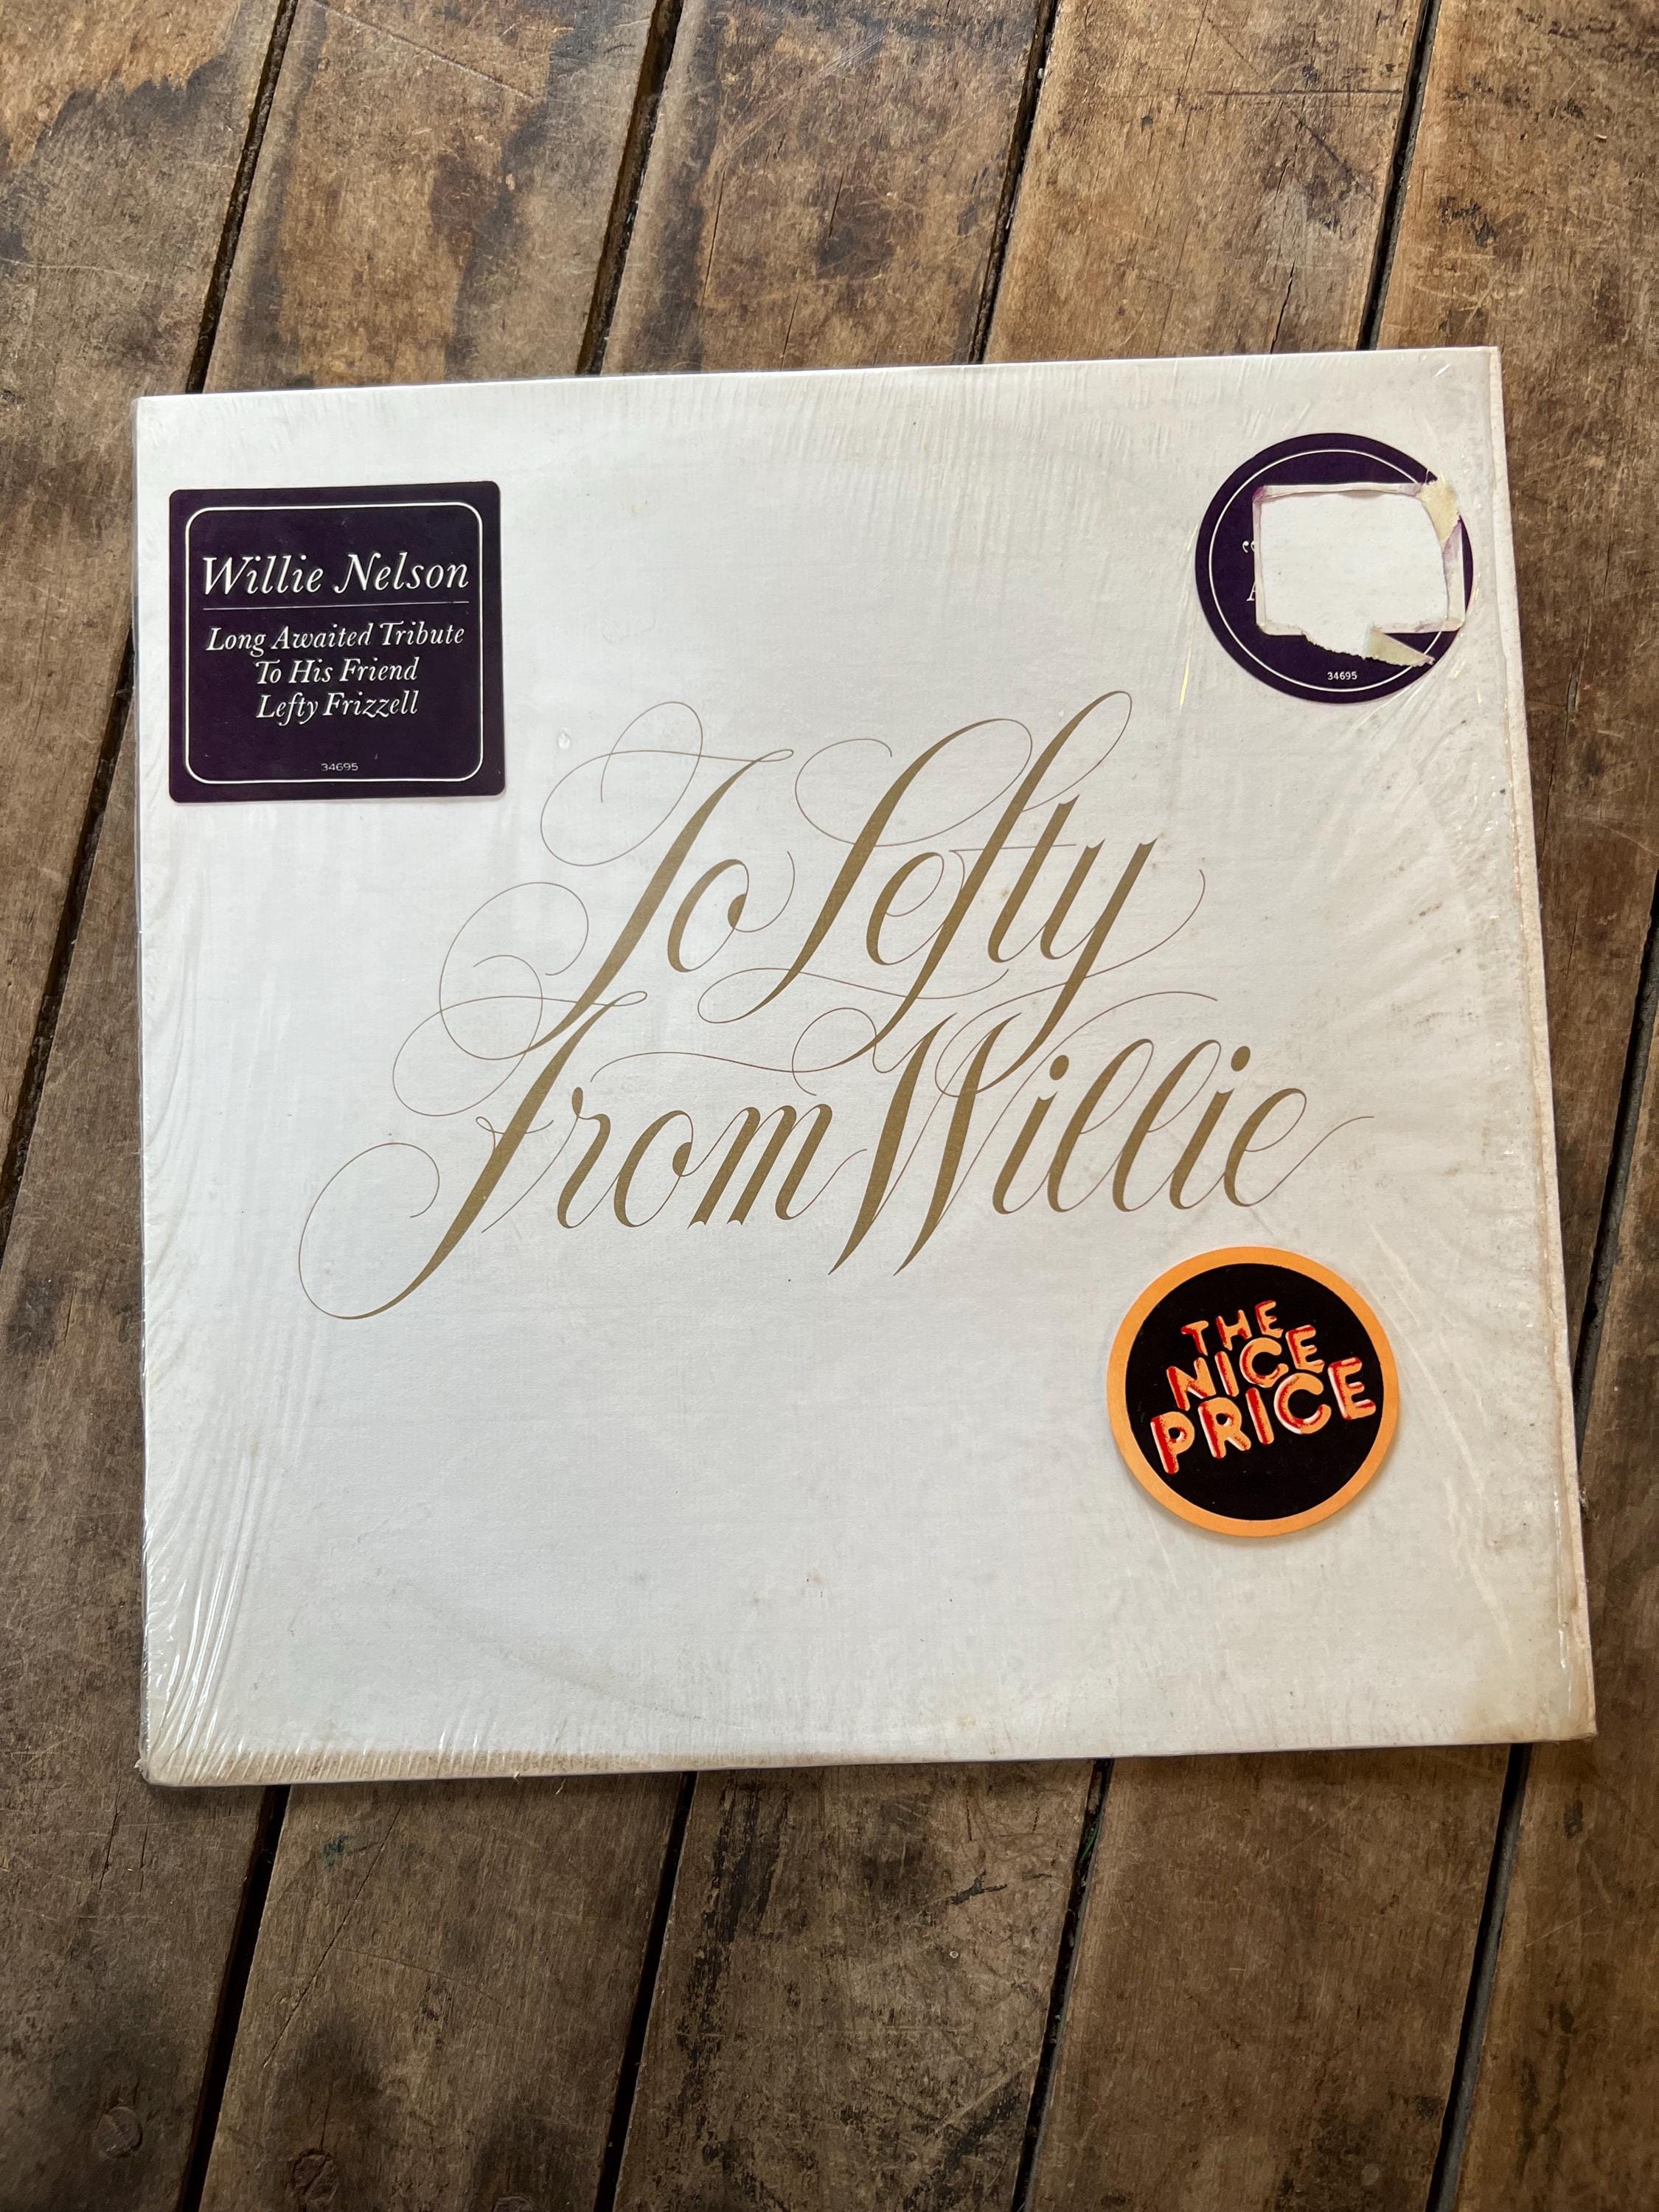 Willie Nelson
Long Awaited Tribute
To His Friend
Lefty Frizzell
34695
34695
To Lefty
From Willie
THE
NICE
PRICE